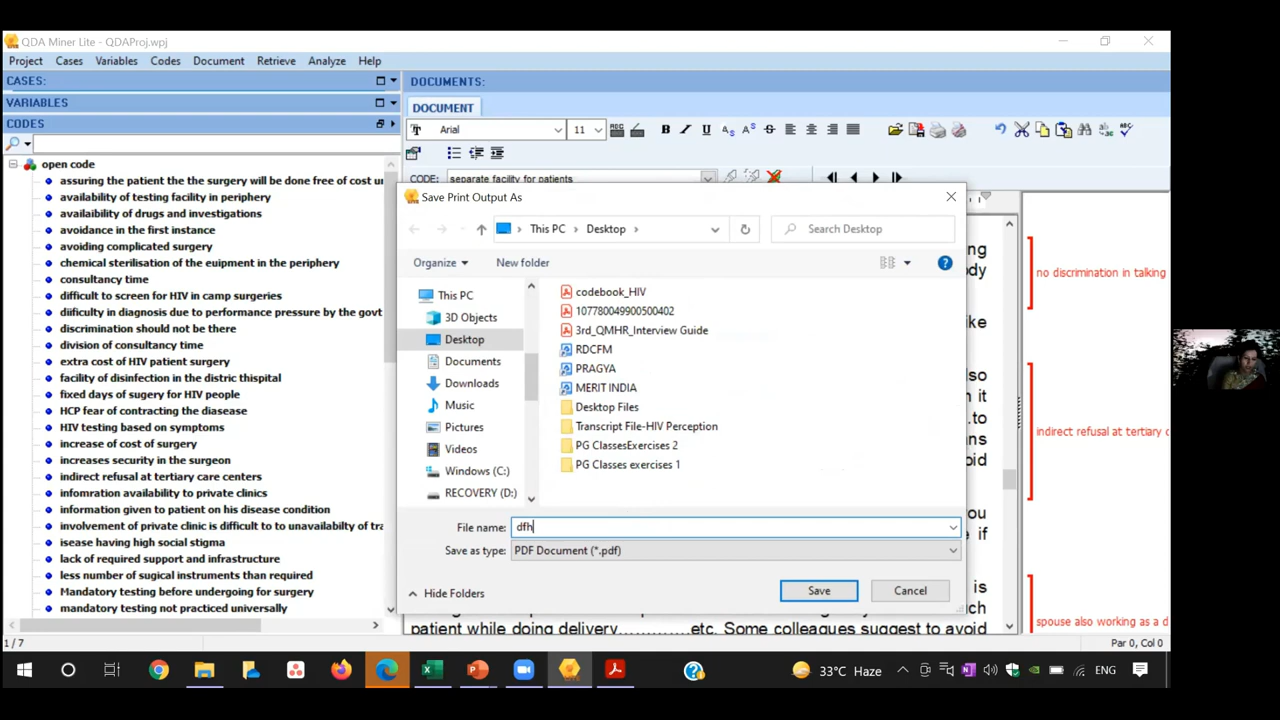 QDA Miner Lite - QDAProj.wpj
Project Cases Variables Codes Document Retrieve Analyze Help
CASES:
VARIABLES
CODES
open code
assuring the patient the the surgery will be done free of cost u
availability of testing facility in periphery
availaibility of drugs and investigations
avoidance in the first instance
avoiding complicated surgery
chemical sterilisation of the euipment in the periphery
consultancy time
difficult to screen for HIV in camp surgeries
difficulty in diagnosis due to performance pressure by the govt
discrimination should not be there
division of consultancy time
extra cost of HIV patient surgery
facility of disinfection in the distric thispital
fixed days of sugery for HIV people
HCP fear of contracting the diasease
HIV testing based on symptoms
increase of cost of surgery
increases security in the surgeon
indirect refusal at tertiary care centers
infomration availability to private clinics
information given to patient on his disease condition
involvement of private clinic is difficult to to unavailabilty of tra
isease having high social stigma
lack of required support and infrastructure
less number of sugical instruments than required
Mandatory testing before undergoing for surgery
mandatory testing not practiced universally
1 / 7
DOCUMENTS:
DOCUMENT
Arial 11
B I U
CODE: separate facility for patients
Save Print Output As
This PC > Desktop >
Search Desktop
Organize New folder
This PC
3D Objects
Desktop
Documents
Downloads
Music
Pictures
Videos
Windows (C:)
RECOVERY (D:)
codebook_HIV
107780049900500402
3rd_QMHR_Interview Guide
RDCFM
PRAGYA
MERIT INDIA
Desktop Files
Transcript File-HIV Perception
PG ClassesExercises 2
PG Classes exercises 1
File name: dfh
Save as type: PDF Document (*.pdf)
Hide Folders
Save Cancel
patient while doing delivery...............etc. Some colleagues suggest to avoid
no discrimination in talking
indirect refusal at tertiary c
spouse also working as a d
Par 0, Col 0
33°C Haze
ENG